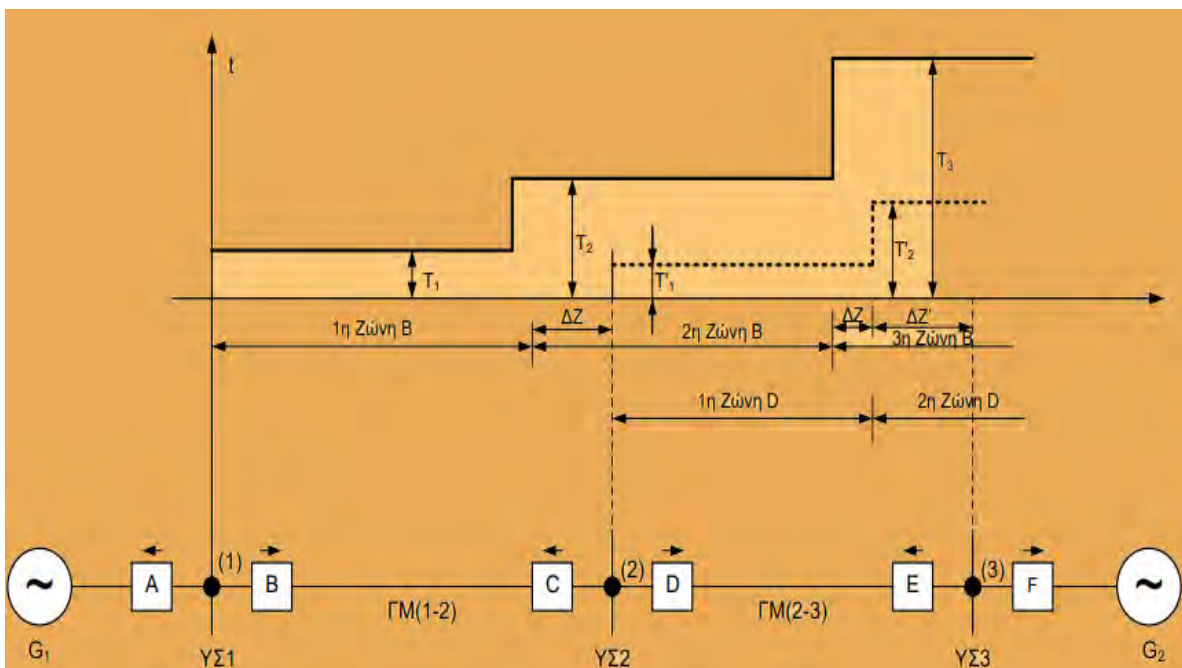 t
T₃
T₂
T'₂
T₁
T'₁
ΔZ
ΔZ
ΔZ'
1η Ζώνη Β
2η Ζώνη Β
3η Ζώνη Β
1η Ζώνη D
2η Ζώνη D
A
(1)
B
C
(2)
D
E
(3)
F
~
~
ΓΜ(1-2)
ΓΜ(2-3)
G₁
ΥΣ1
ΥΣ2
ΥΣ3
G₂